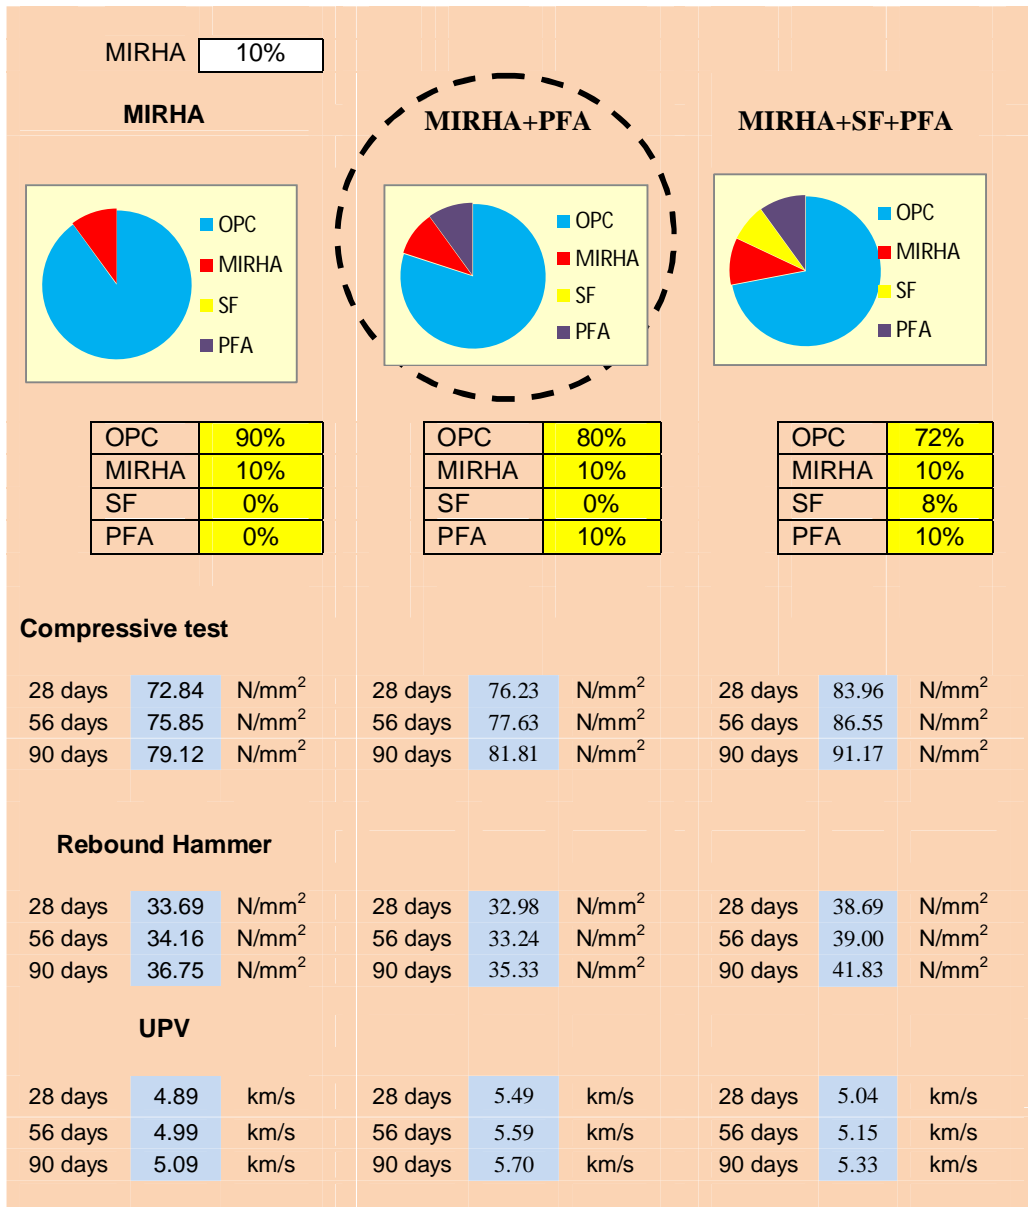 MIRHA 10%
MIRHA MIRHA+PFA MIRHA+SF+PFA
OPC
MIRHA
SF
PFA
OPC
MIRHA
SF
PFA
OPC
MIRHA
SF
PFA
OPC 90% OPC 80% OPC 72%
MIRHA 10% MIRHA 10% MIRHA 10%
SF 0% SF 0% SF 8%
PFA 0% PFA 10% PFA 10%
Compressive test
28 days 72.84 N/mm² 28 days 76.23 N/mm² 28 days 83.96 N/mm²
56 days 75.85 N/mm² 56 days 77.63 N/mm² 56 days 86.55 N/mm²
90 days 79.12 N/mm² 90 days 81.81 N/mm² 90 days 91.17 N/mm²
Rebound Hammer
28 days 33.69 N/mm² 28 days 32.98 N/mm² 28 days 38.69 N/mm²
56 days 34.16 N/mm² 56 days 33.24 N/mm² 56 days 39.00 N/mm²
90 days 36.75 N/mm² 90 days 35.33 N/mm² 90 days 41.83 N/mm²
UPV
28 days 4.89 km/s 28 days 5.49 km/s 28 days 5.04 km/s
56 days 4.99 km/s 56 days 5.59 km/s 56 days 5.15 km/s
90 days 5.09 km/s 90 days 5.70 km/s 90 days 5.33 km/s